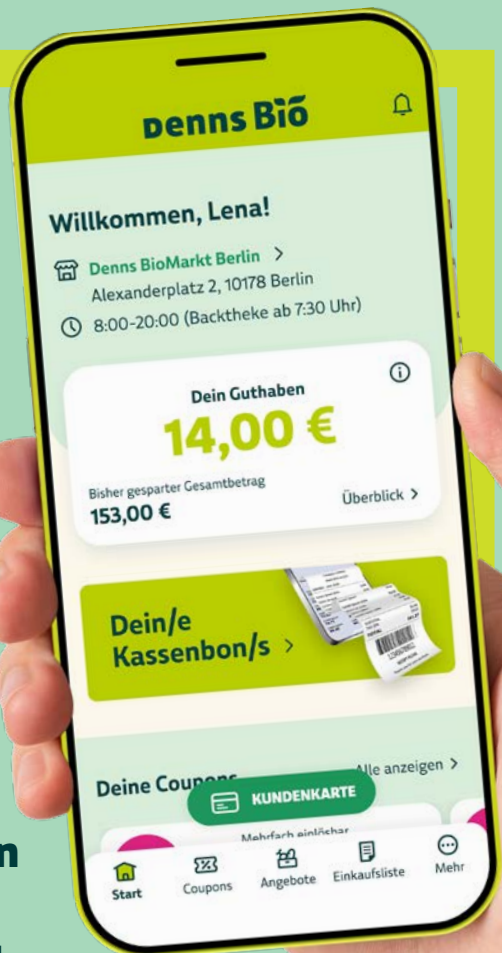 Denns Bio
Willkommen, Lena!
Denns BioMarkt Berlin >
Alexanderplatz 2, 10178 Berlin
8:00-20:00 (Backtheke ab 7:30 Uhr)
Dein Guthaben
14,00 €
Bisher gesparter Gesamtbetrag
153,00 €
Überblick >
Dein/e
Kassenbon/s >
Deine Coupons
Alle anzeigen >
KUNDENKARTE
Mehrfach einlösbar
Start
Coupons
Angebote
Einkaufsliste
Mehr
n